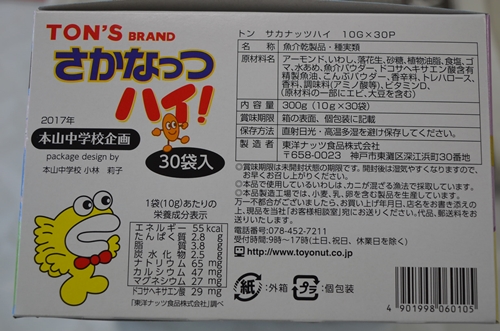 TON'S BRAND
さかなっつ
ハイ!
2017年
本山中学校企画
package design by
本山中学校 小林 莉子
30袋入
1袋(10g)あたりの
栄養成分表示
エネルギー 55 kcal
たんぱく質 2.8 g
脂質 3.8 g
炭水化物 2.5 g
ナトリウム 65 mg
カルシウム 47 mg
マグネシウム 27 mg
ドコサヘキサエン酸 29 mg
「東洋ナッツ食品株式会社」調べ
トン サカナッツハイ 10G×30P
名称 魚介乾製品・種実類
原材料名 アーモンド、いわし、落花生、砂糖、植物油脂、食塩、ゴ
マ、水あめ、魚介パウダー、ドコサヘキサエン酸含有
精製魚油、こんぶパウダー、香辛料、トレハロース、
香料、調味料(アミノ酸等)、ビタミンD、
(原材料の一部にエビ、大豆を含む)
内容量 300g(10g×30袋)
賞味期限 箱の表面、個包装に記載
保存方法 直射日光・高温多湿を避け保存してください。
製造者 東洋ナッツ食品株式会社
〒658-0023 神戸市東灘区深江浜町30番地
○賞味期限は未開封状態の期限です。開封後は湿気やすくなりますので、
お早めにお召し上がりください。
○本品で使用しているいわしは、カニが混ざる漁法で採取しています。
○本品製造工場では、小麦、乳、卵を含む製品を生産しています。
万一不都合がございましたら、お買い上げ年月日、店名をお書き添えの
上、現品を当社「お客様相談室」宛にお送りください。代品、郵送料をお
送りいたします。
お問い合わせ電話番号:078-452-7211
受付時間:9時~17時(土、祝日、休業日を除く)
http://www.toyonut.co.jp
紙 :外箱
プラ :個包装
4901998060105